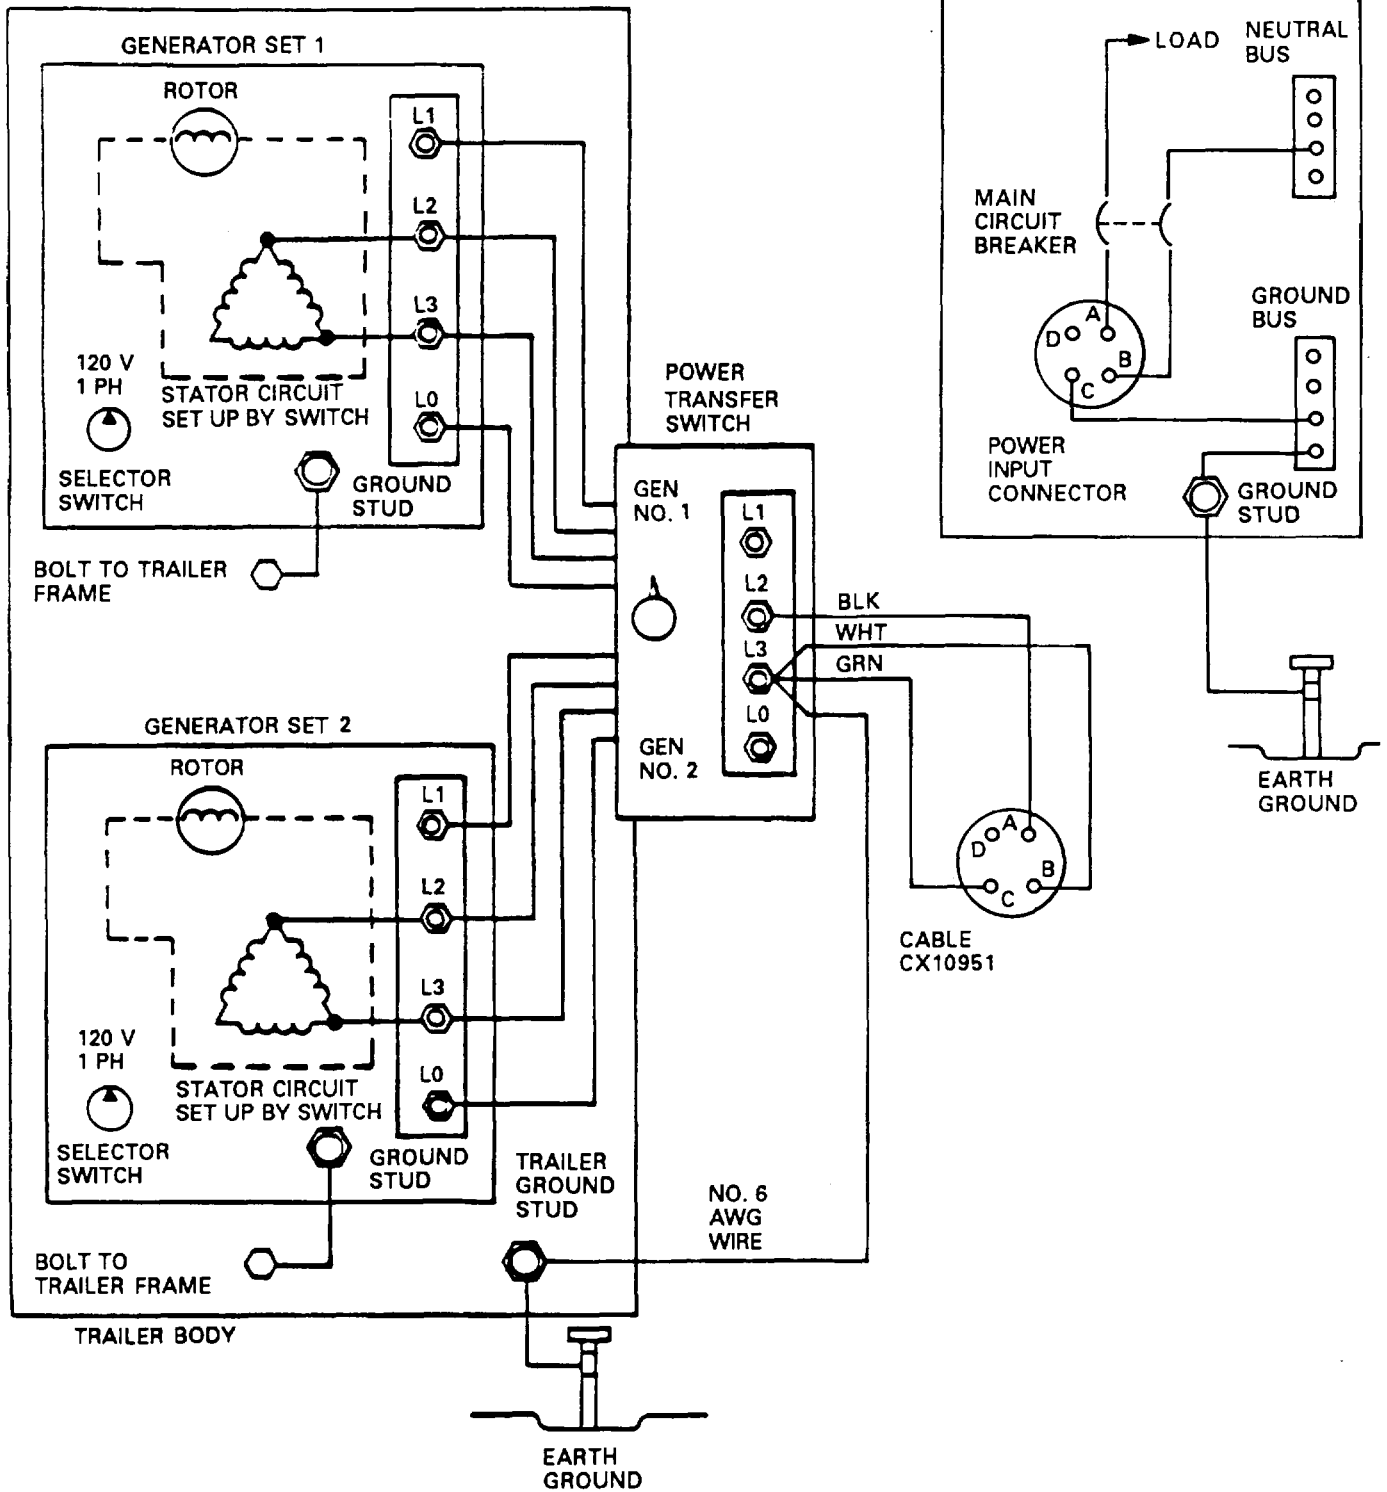 GENERATOR SET 1
ROTOR
L1
L2
L3
L0
120 V
1 PH
STATOR CIRCUIT
SET UP BY SWITCH
SELECTOR
SWITCH
GROUND
STUD
BOLT TO TRAILER
FRAME
POWER
TRANSFER
SWITCH
GEN
NO. 1
L1
L2
L3
L0
GEN
NO. 2
BLK
WHT
GRN
LOAD
NEUTRAL
BUS
MAIN
CIRCUIT
BREAKER
GROUND
BUS
A
B
C
D
POWER
INPUT
CONNECTOR
GROUND
STUD
EARTH
GROUND
A
B
C
D
CABLE
CX10951
GENERATOR SET 2
ROTOR
L1
L2
L3
L0
120 V
1 PH
STATOR CIRCUIT
SET UP BY SWITCH
SELECTOR
SWITCH
GROUND
STUD
BOLT TO
TRAILER FRAME
TRAILER
GROUND
STUD
NO. 6
AWG
WIRE
TRAILER BODY
EARTH
GROUND